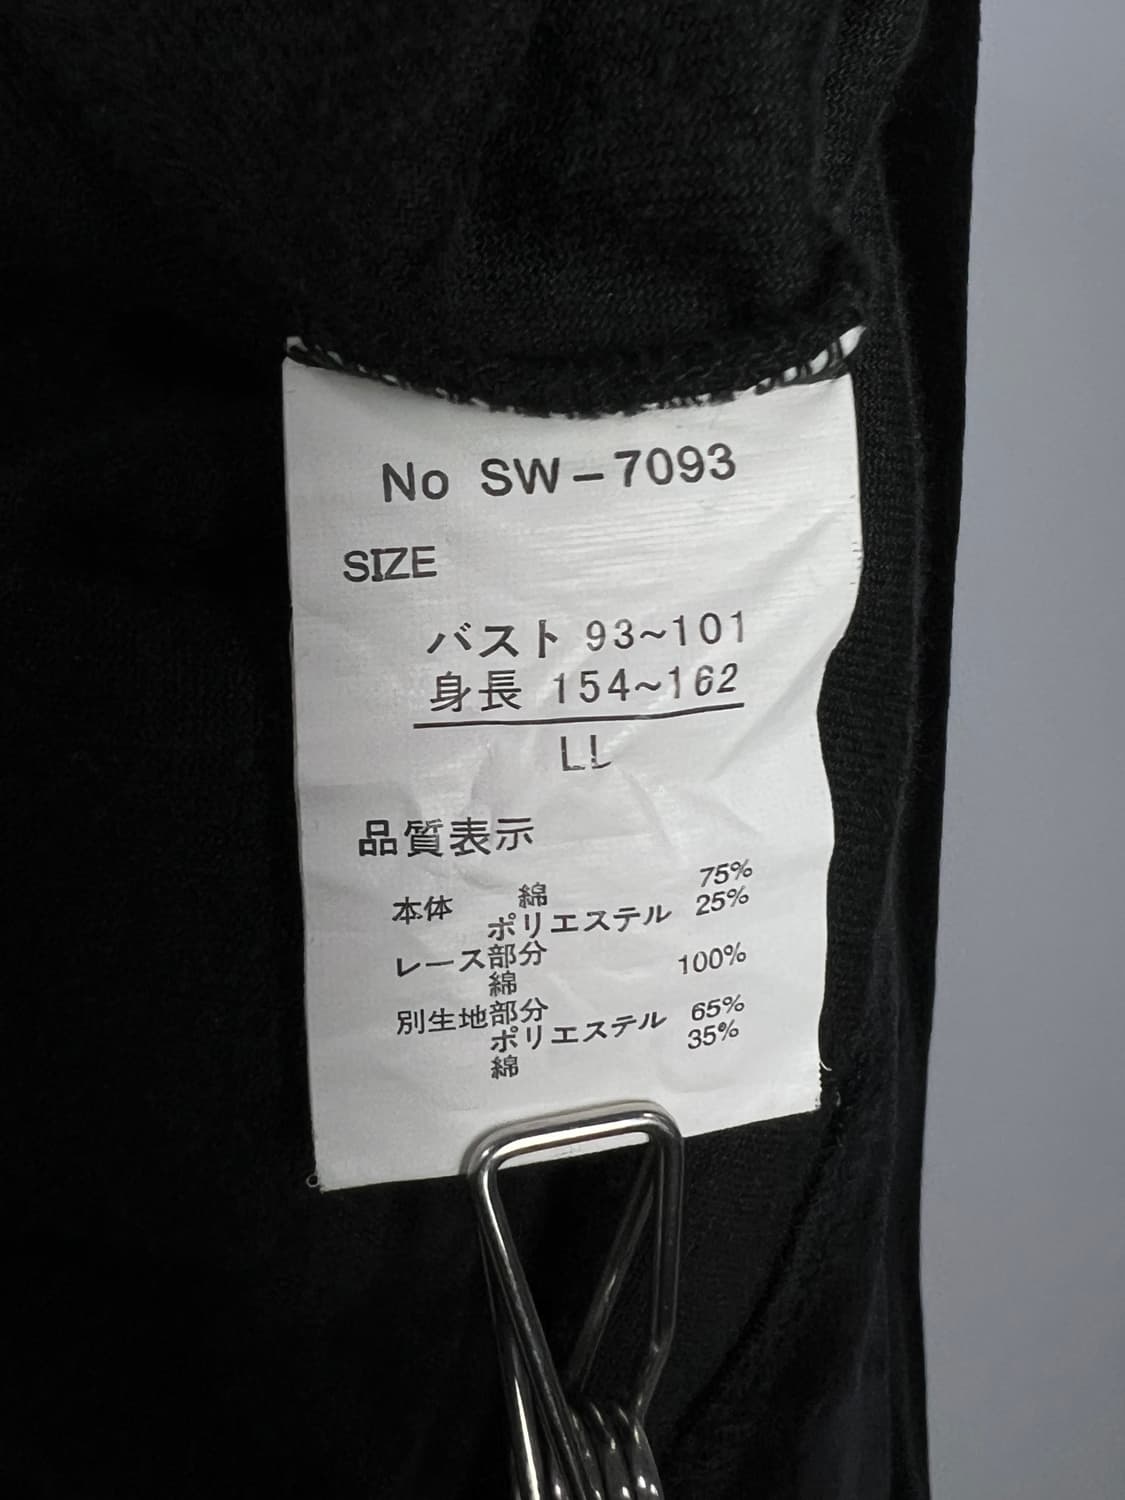 No SW-7093
SIZE
バスト 93~101
身長 154~162
LL
品質表示
本体 綿 75%
ポリエステル 25%
レース部分
綿 100%
別生地部分
ポリエステル 65%
綿 35%